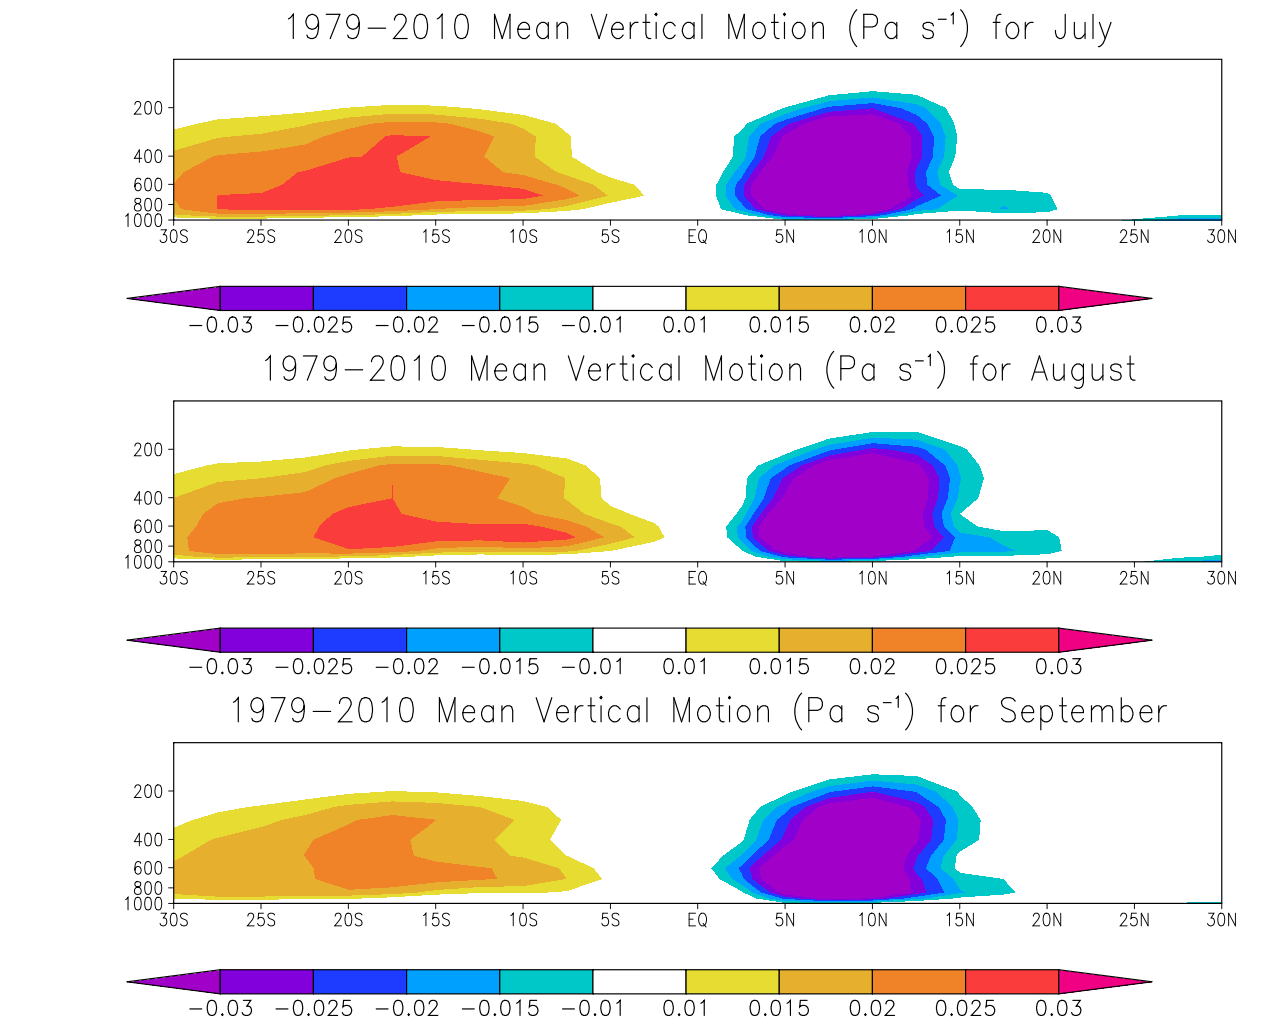 1979−2010 Mean Vertical Motion (Pa s⁻¹) for July
200
400
600
800
1000
30S 25S 20S 15S 10S 5S EQ 5N 10N 15N 20N 25N 30N
−0.03 −0.025 −0.02 −0.015 −0.01 0.01 0.015 0.02 0.025 0.03
1979−2010 Mean Vertical Motion (Pa s⁻¹) for August
200
400
600
800
1000
30S 25S 20S 15S 10S 5S EQ 5N 10N 15N 20N 25N 30N
−0.03 −0.025 −0.02 −0.015 −0.01 0.01 0.015 0.02 0.025 0.03
1979−2010 Mean Vertical Motion (Pa s⁻¹) for September
200
400
600
800
1000
30S 25S 20S 15S 10S 5S EQ 5N 10N 15N 20N 25N 30N
−0.03 −0.025 −0.02 −0.015 −0.01 0.01 0.015 0.02 0.025 0.03